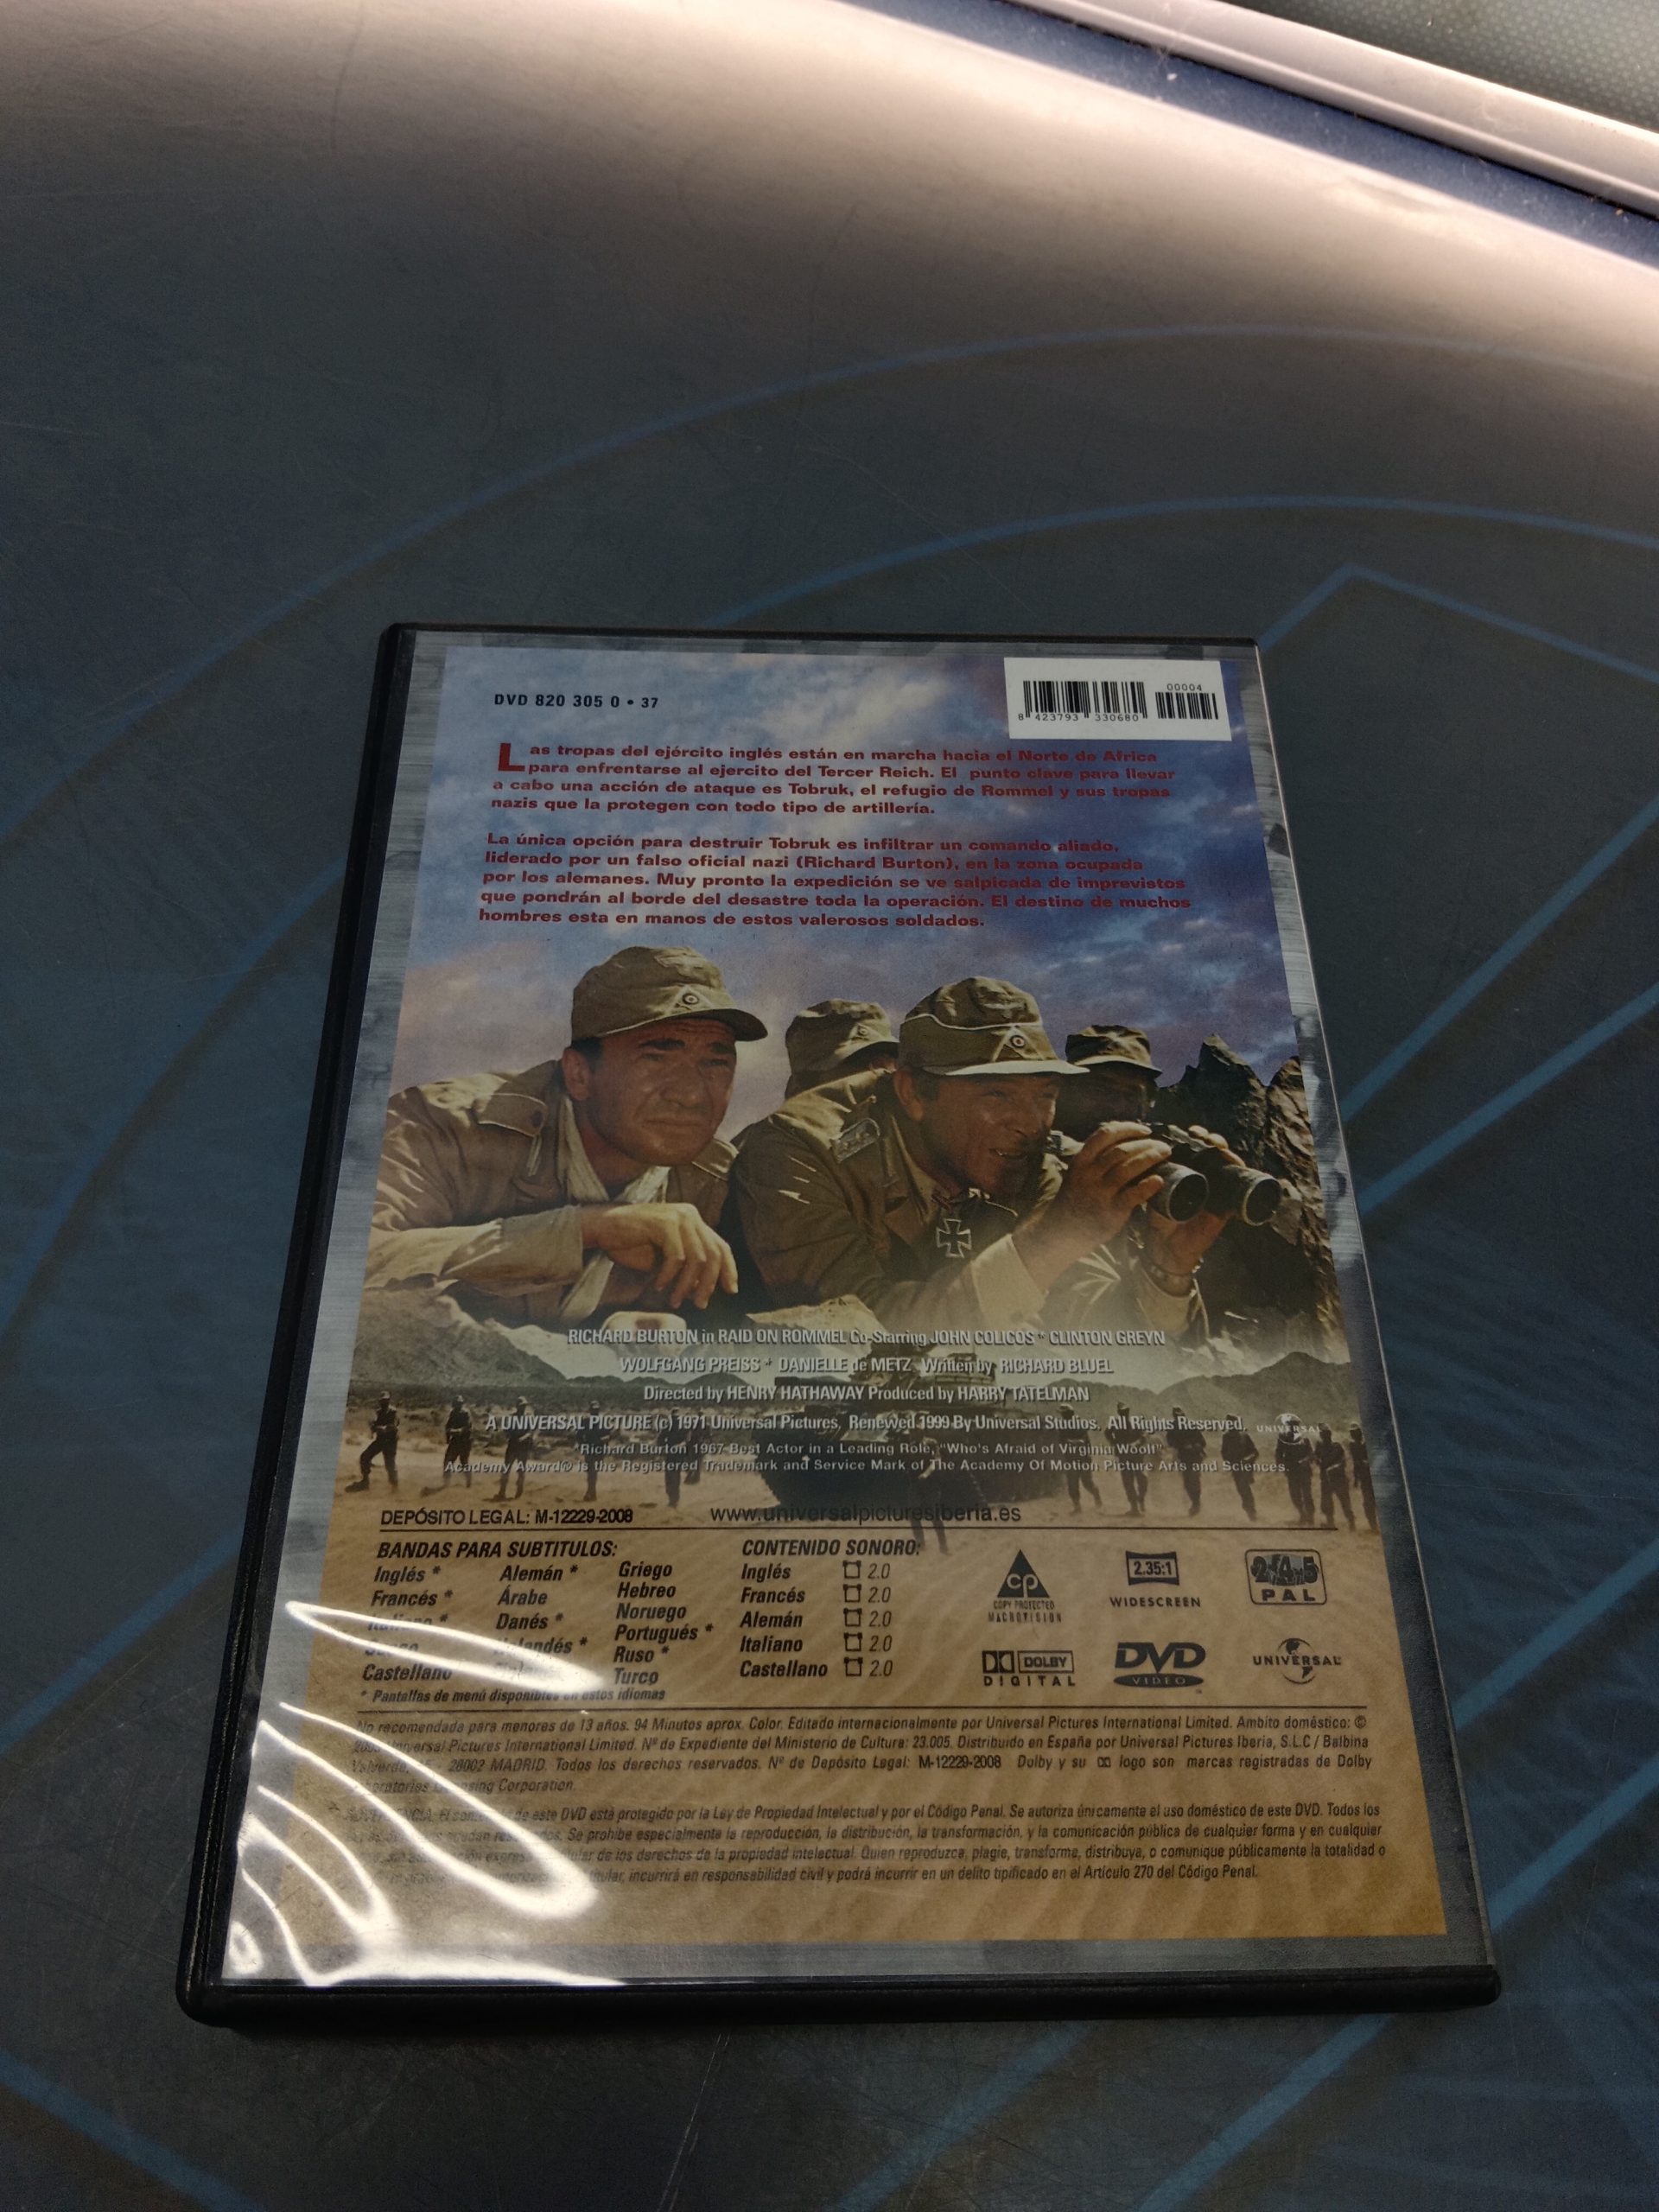 DVD 820 305 0 • 37
00004
8 423793 330680
Las tropas del ejército inglés están en marcha hacia el Norte de Africa
para enfrentarse al ejercito del Tercer Reich. El punto clave para llevar
a cabo una acción de ataque es Tobruk, el refugio de Rommel y sus tropas
nazis que la protegen con todo tipo de artillería.
La única opción para destruir Tobruk es infiltrar un comando aliado,
liderado por un falso oficial nazi (Richard Burton), en la zona ocupada
por los alemanes. Muy pronto la expedición se ve salpicada de imprevistos
que pondrán al borde del desastre toda la operación. El destino de muchos
hombres esta en manos de estos valerosos soldados.
RICHARD BURTON in RAID ON ROMMEL Co-Starring JOHN COLICOS * CLINTON GREYN
WOLFGANG PREISS * DANIELLE de METZ Written by RICHARD BLUEL
Directed by HENRY HATHAWAY Produced by HARRY TATELMAN
A UNIVERSAL PICTURE (c) 1971 Universal Pictures, Renewed 1999 By Universal Studios. All Rights Reserved. UNIVERSAL
*Richard Burton 1967 Best Actor in a Leading Role, "Who's Afraid of Virginia Woolf"
Academy Award® is the Registered Trademark and Service Mark of The Academy Of Motion Picture Arts and Sciences.
DEPÓSITO LEGAL: M-12229-2008 www.universalpicturesiberia.es
BANDAS PARA SUBTITULOS:
Inglés *
Francés *
Italiano *
Castellano
Alemán *
Árabe
Danés *
Holandés *
Griego
Hebreo
Noruego
Portugués *
Ruso *
Turco
* Pantallas de menú disponibles en estos idiomas
CONTENIDO SONORO:
Inglés 2.0
Francés 2.0
Alemán 2.0
Italiano 2.0
Castellano 2.0
cp
COPY PROTECTED
MACROVISION
2.35:1
WIDESCREEN
2-4-5
PAL
DOLBY
DIGITAL
DVD
VIDEO
UNIVERSAL
No recomendada para menores de 13 años. 94 Minutos aprox. Color. Editado internacionalmente por Universal Pictures International Limited. Ambito doméstico: ©
Universal Pictures International Limited. Nº de Expediente del Ministerio de Cultura: 23.005. Distribuido en España por Universal Pictures Iberia, S.L.C / Balbina
Valverde, 28002 MADRID. Todos los derechos reservados. Nº de Depósito Legal: M-12229-2008 Dolby y su logo son marcas registradas de Dolby
Laboratories Licensing Corporation.
ADVERTENCIA: El contenido de este DVD está protegido por la Ley de Propiedad Intelectual y por el Código Penal. Se autoriza únicamente el uso doméstico de este DVD. Todos los
Se prohibe especialmente la reproducción, la distribución, la transformación, y la comunicación pública de cualquier forma y en cualquier
de los derechos de la propiedad intelectual. Quien reproduzca, plagie, transforme, distribuya, o comunique públicamente la totalidad o
titular, incurrirá en responsabilidad civil y podrá incurrir en un delito tipificado en el Artículo 270 del Código Penal.